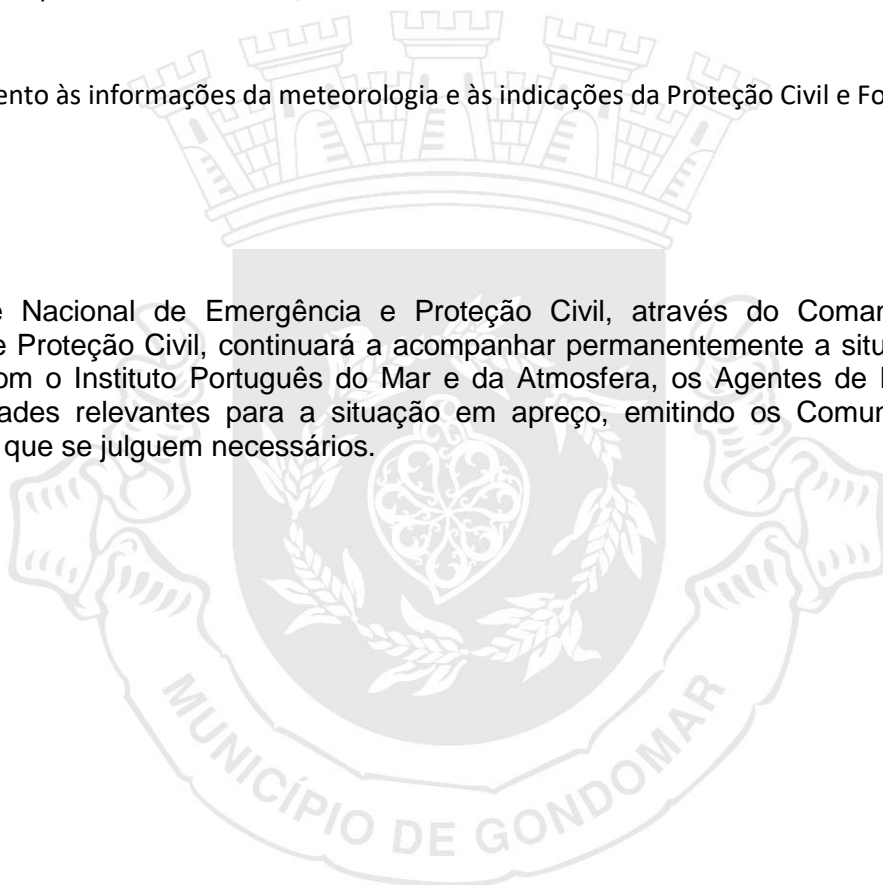 ento às informações da meteorologia e às indicações da Proteção Civil e Fo
e Nacional de Emergência e Proteção Civil, através do Coma
e Proteção Civil, continuará a acompanhar permanentemente a situ
om o Instituto Português do Mar e da Atmosfera, os Agentes de
ades relevantes para a situação em apreço, emitindo os Comu
que se julguem necessários.
MUNICÍPIO DE GONDOMAR